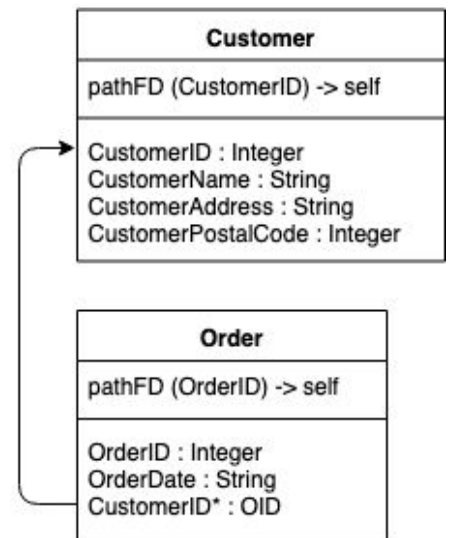 Customer
pathFD (CustomerID) -> self
CustomerID : Integer
CustomerName : String
CustomerAddress : String
CustomerPostalCode : Integer
Order
pathFD (OrderID) -> self
OrderID : Integer
OrderDate : String
CustomerID* : OID